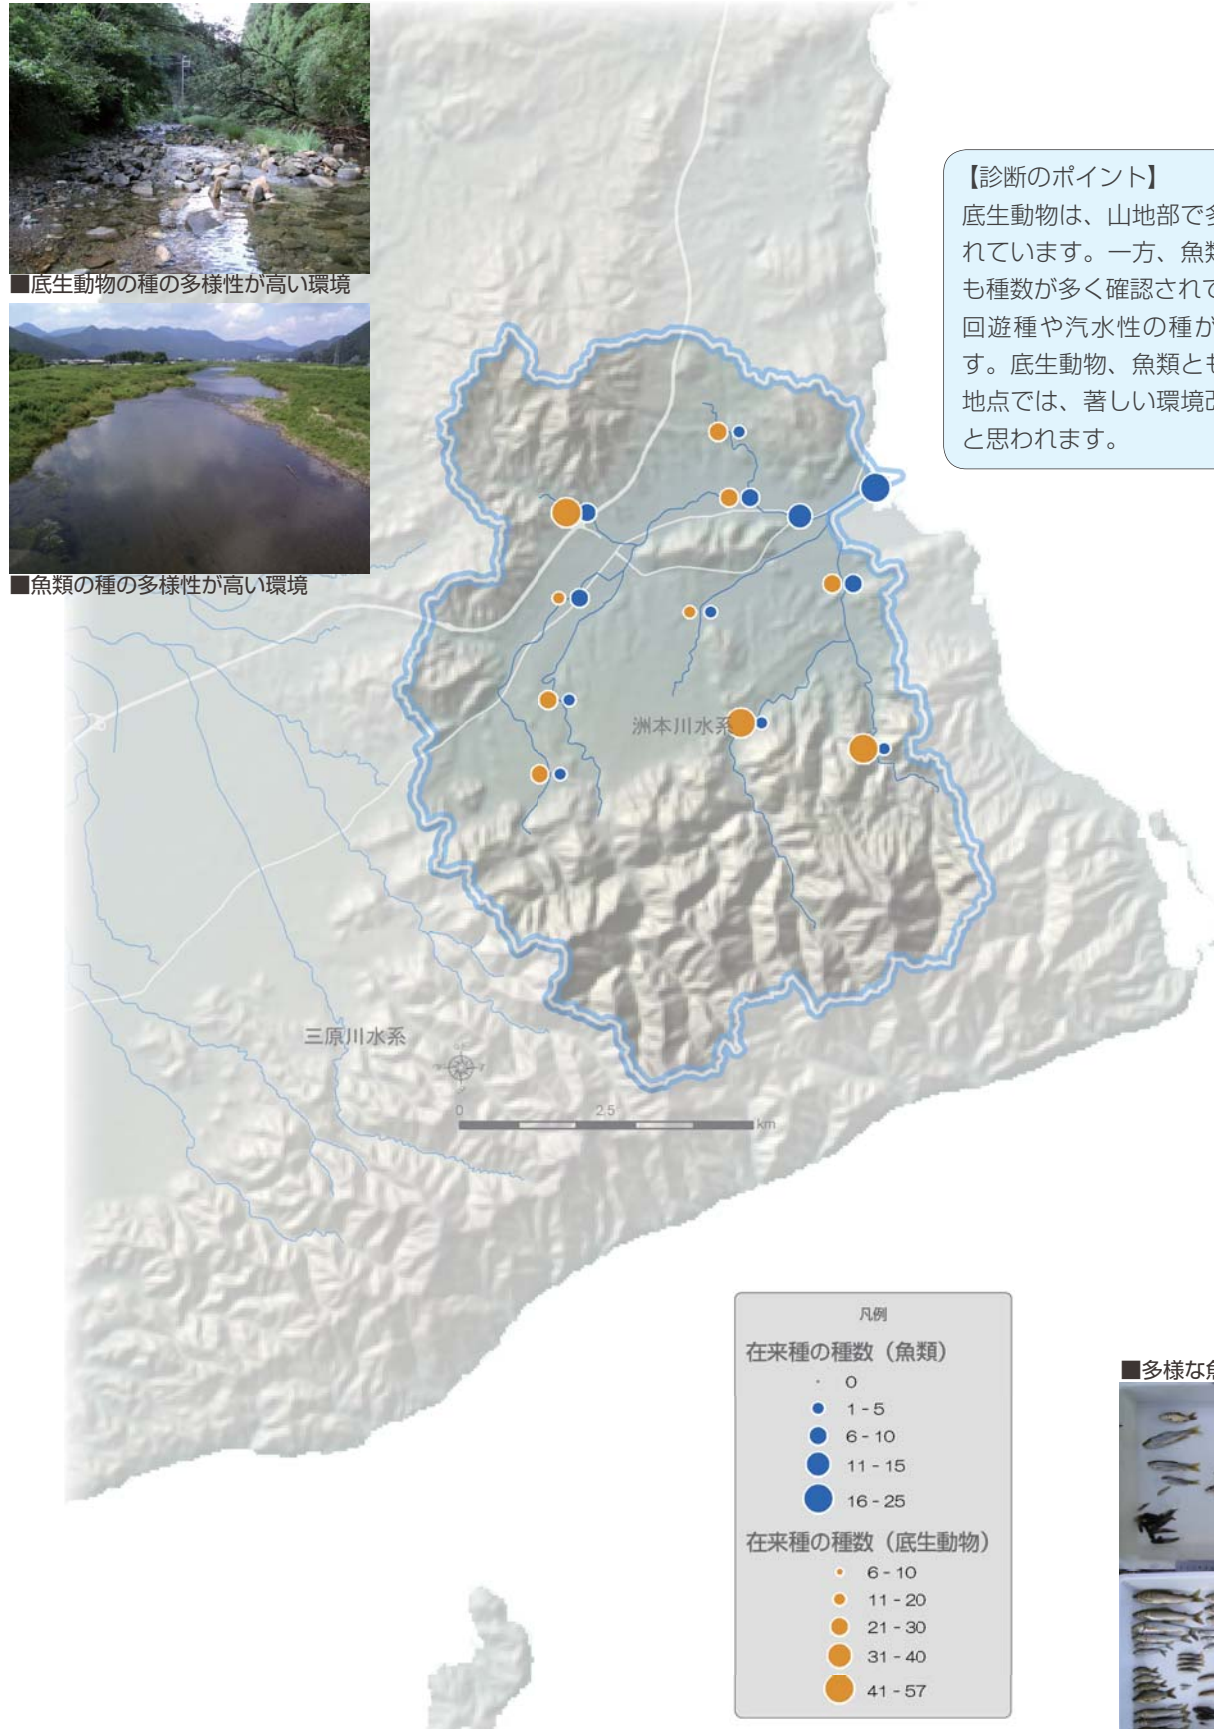 ■底生動物の種の多様性が高い環境
■魚類の種の多様性が高い環境
【診断のポイント】
底生動物は、山地部で多
れています。一方、魚類
も種数が多く確認されて
回遊種や汽水性の種が
す。底生動物、魚類とも
地点では、著しい環境改
と思われます。
洲本川水系
三原川水系
0 2.5
km
凡例
在来種の種数（魚類）
0
1 - 5
6 - 10
11 - 15
16 - 25
在来種の種数（底生動物）
6 - 10
11 - 20
21 - 30
31 - 40
41 - 57
■多様な魚